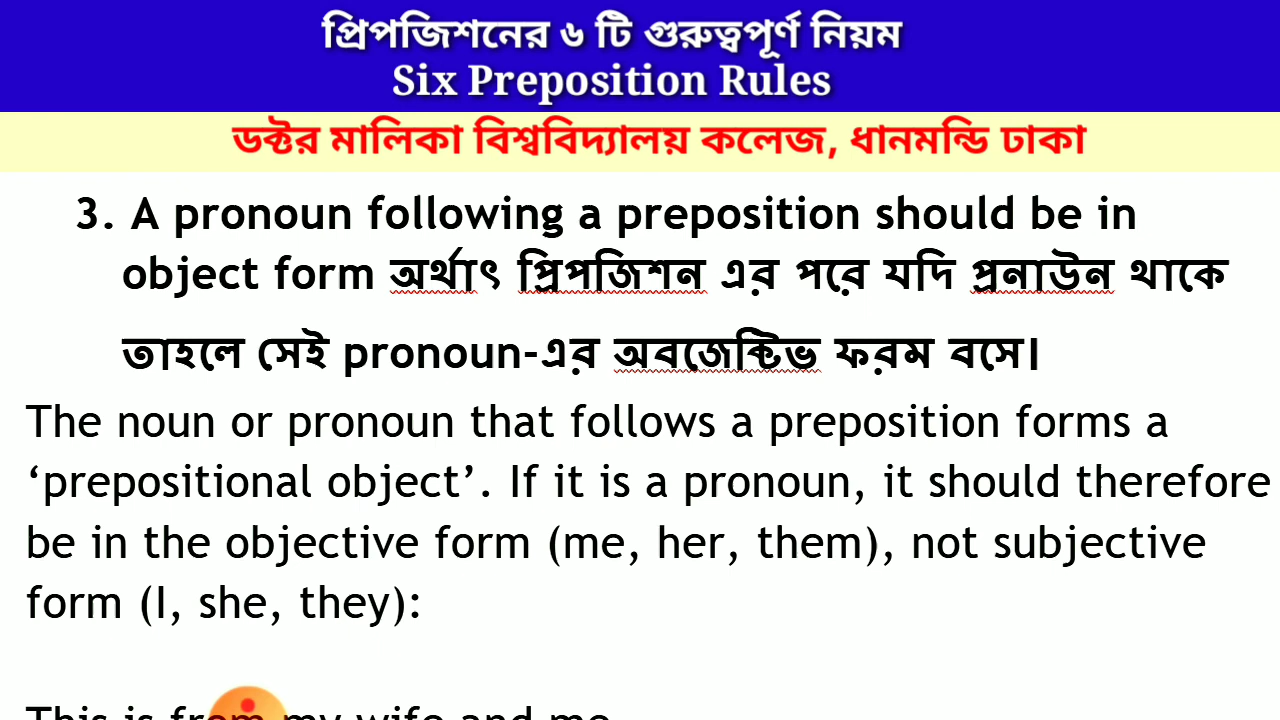 প্রিপজিশনের ৬ টি গুরুত্বপূর্ণ নিয়ম
Six Preposition Rules
ডক্টর মালিকা বিশ্ববিদ্যালয় কলেজ, ধানমন্ডি ঢাকা
3. A pronoun following a preposition should be in
object form অর্থাৎ প্রিপজিশন এর পরে যদি প্রনাউন থাকে
তাহলে সেই pronoun-এর অবজেক্টিভ ফরম বসে।
The noun or pronoun that follows a preposition forms a
‘prepositional object’. If it is a pronoun, it should therefore
be in the objective form (me, her, them), not subjective
form (I, she, they):
This is from my wife and me